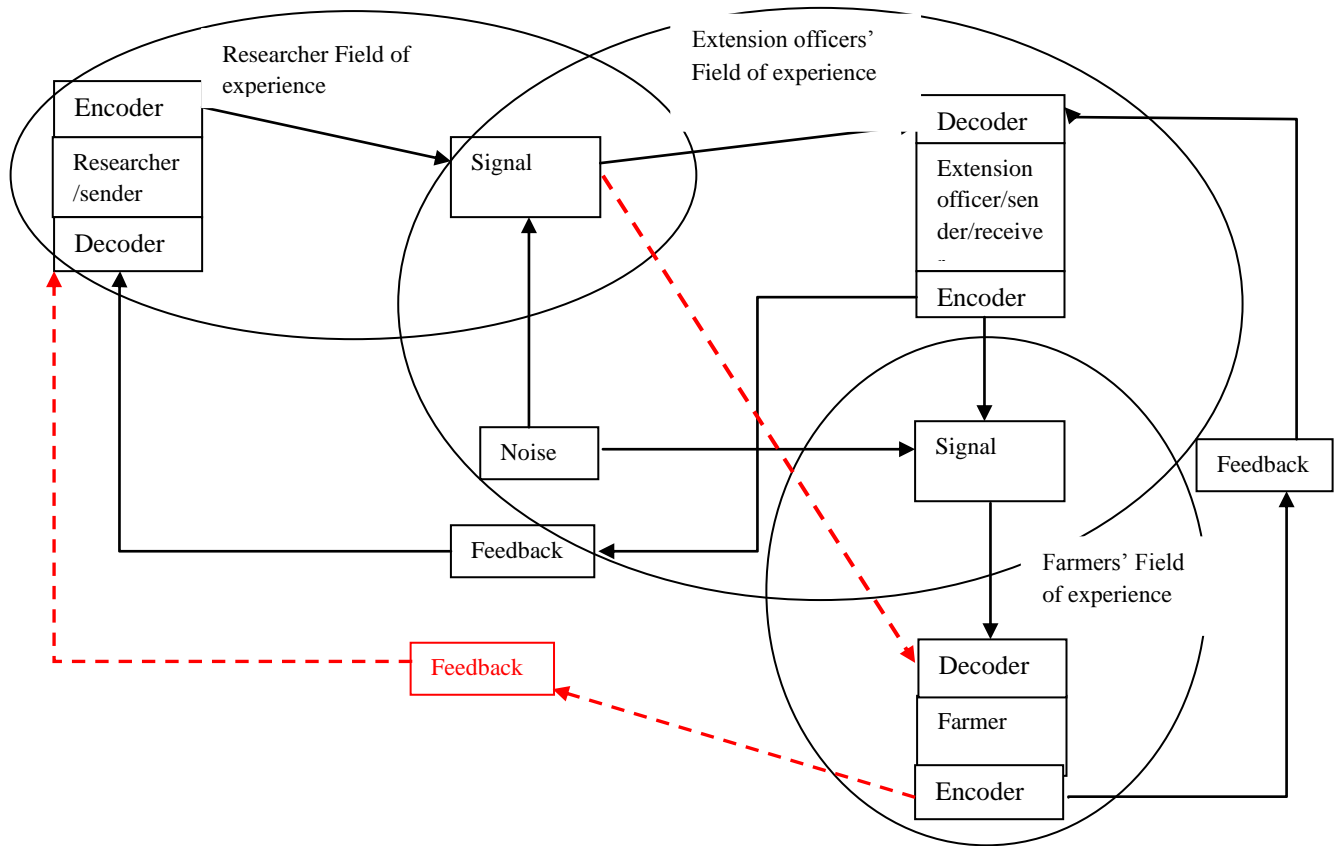 Researcher Field of
experience
Extension officers'
Field of experience
Encoder
Researcher
/sender
Decoder
Signal
Decoder
Extension
officer/sen
der/receive
Encoder
Noise
Signal
Feedback
Feedback
Farmers' Field
of experience
Feedback
Decoder
Farmer
Encoder